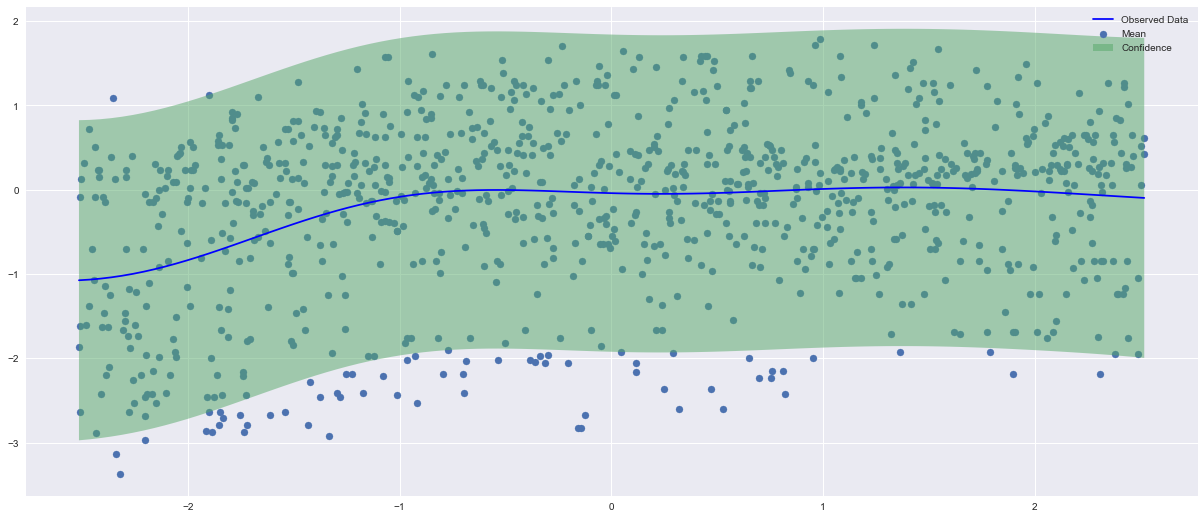 Observed Data
Mean
Confidence
2
1
0
−1
−2
−3
−2 −1 0 1 2